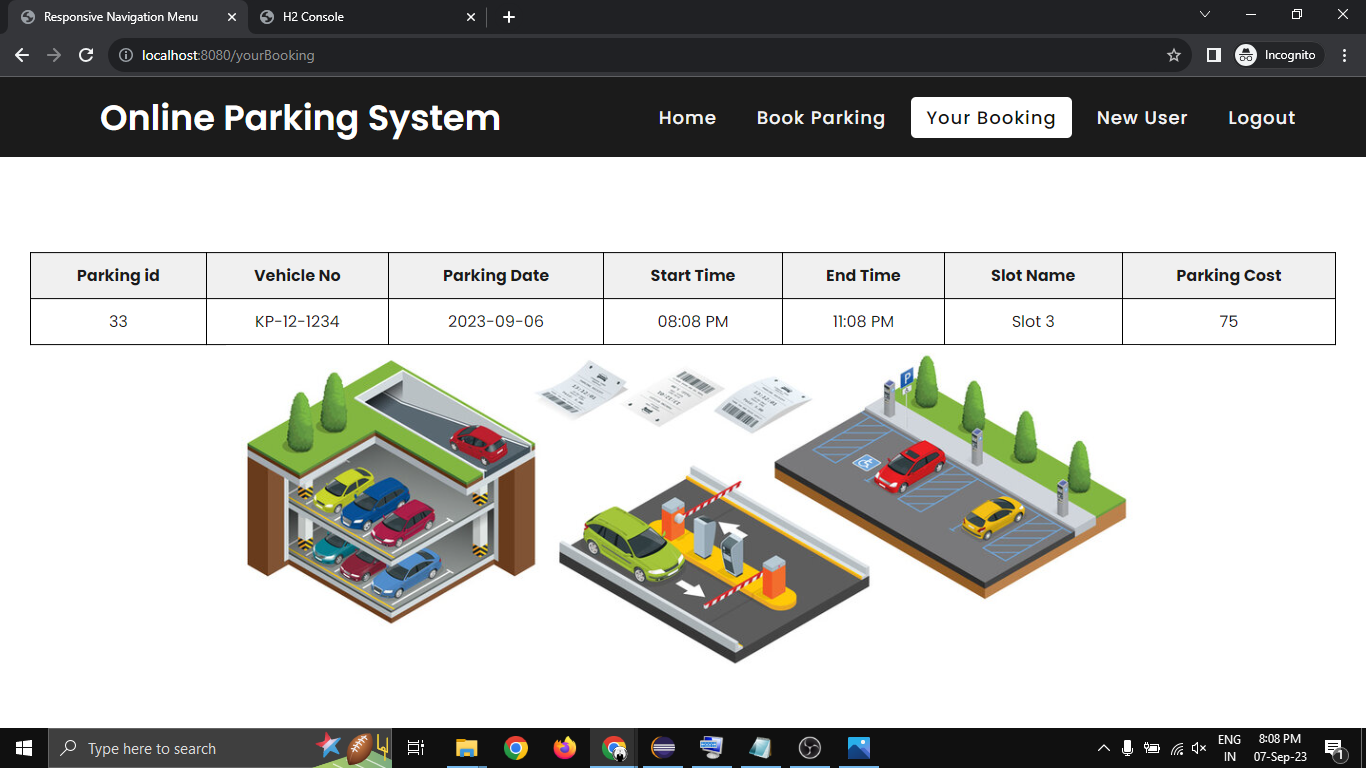 Responsive Navigation Menu
H2 Console
localhost:8080/yourBooking
Incognito
Online Parking System
Home
Book Parking
Your Booking
New User
Logout
Parking id Vehicle No Parking Date Start Time End Time Slot Name Parking Cost
33 KP-12-1234 2023-09-06 08:08 PM 11:08 PM Slot 3 75
P
Type here to search
ENG
IN
8:08 PM
07-Sep-23
1